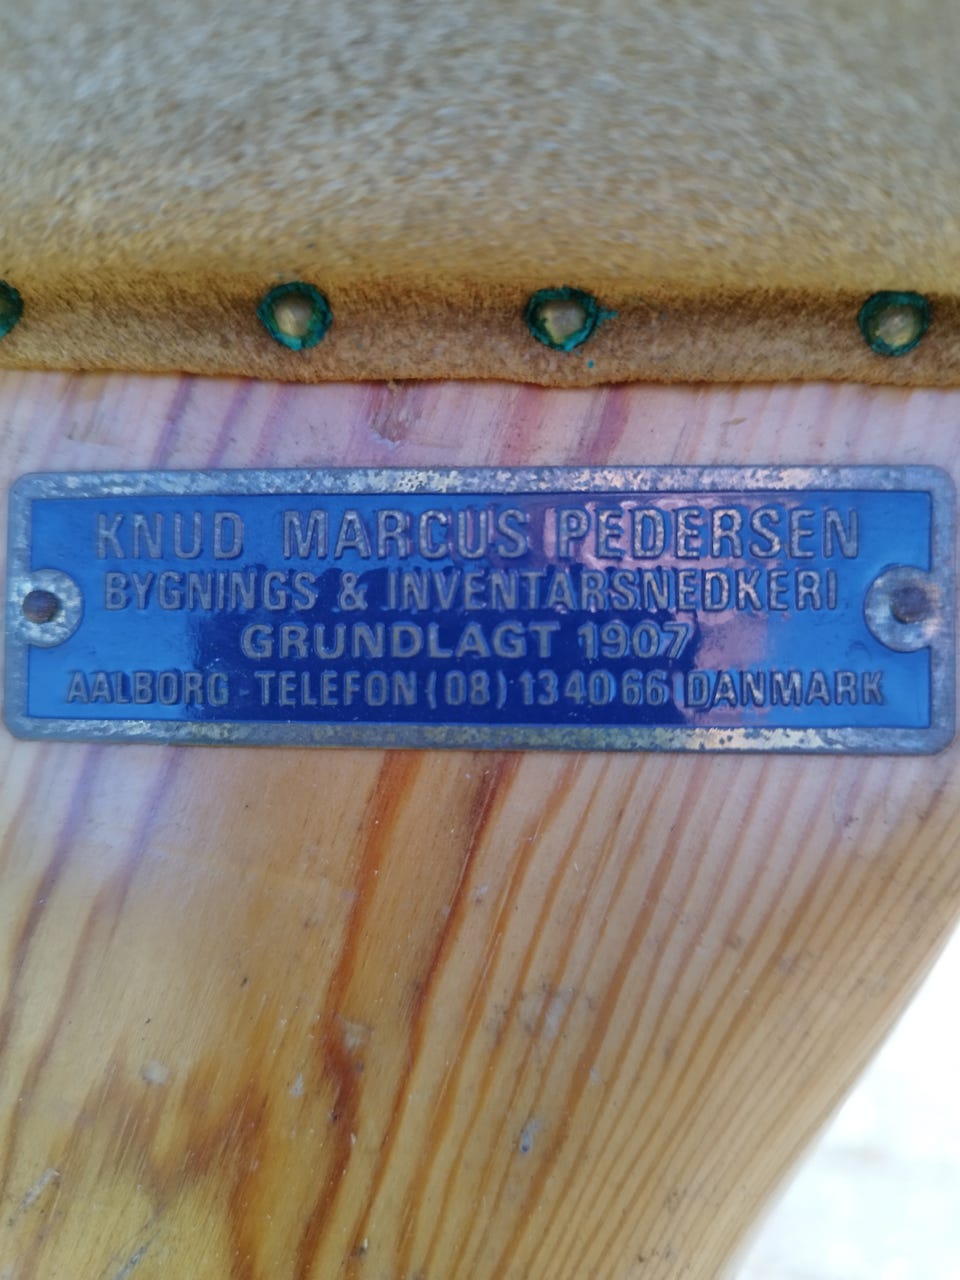 KNUD MARCUS PEDERSEN
BYGNINGS & INVENTARSNEDKERI
GRUNDLAGT 1907
AALBORG - TELEFON (08) 13 40 66 DANMARK